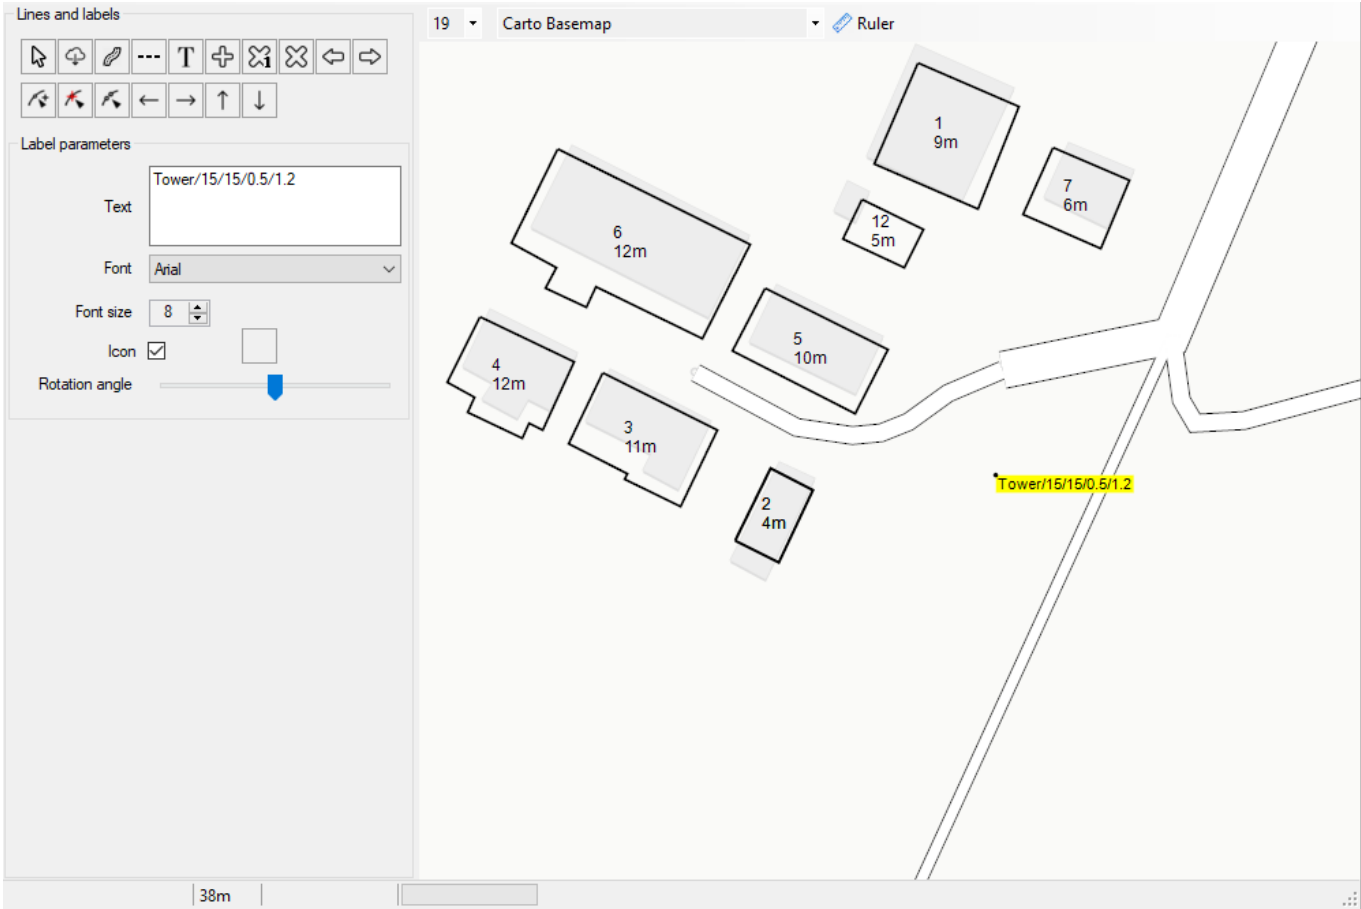 Lines and labels
19
Carto Basemap
Ruler
T
Label parameters
Text
Tower/15/15/0.5/1.2
Font
Arial
Font size
8
Icon
Rotation angle
1
9m
7
6m
12
5m
6
12m
5
10m
4
12m
3
11m
2
4m
Tower/15/15/0.5/1.2
38m